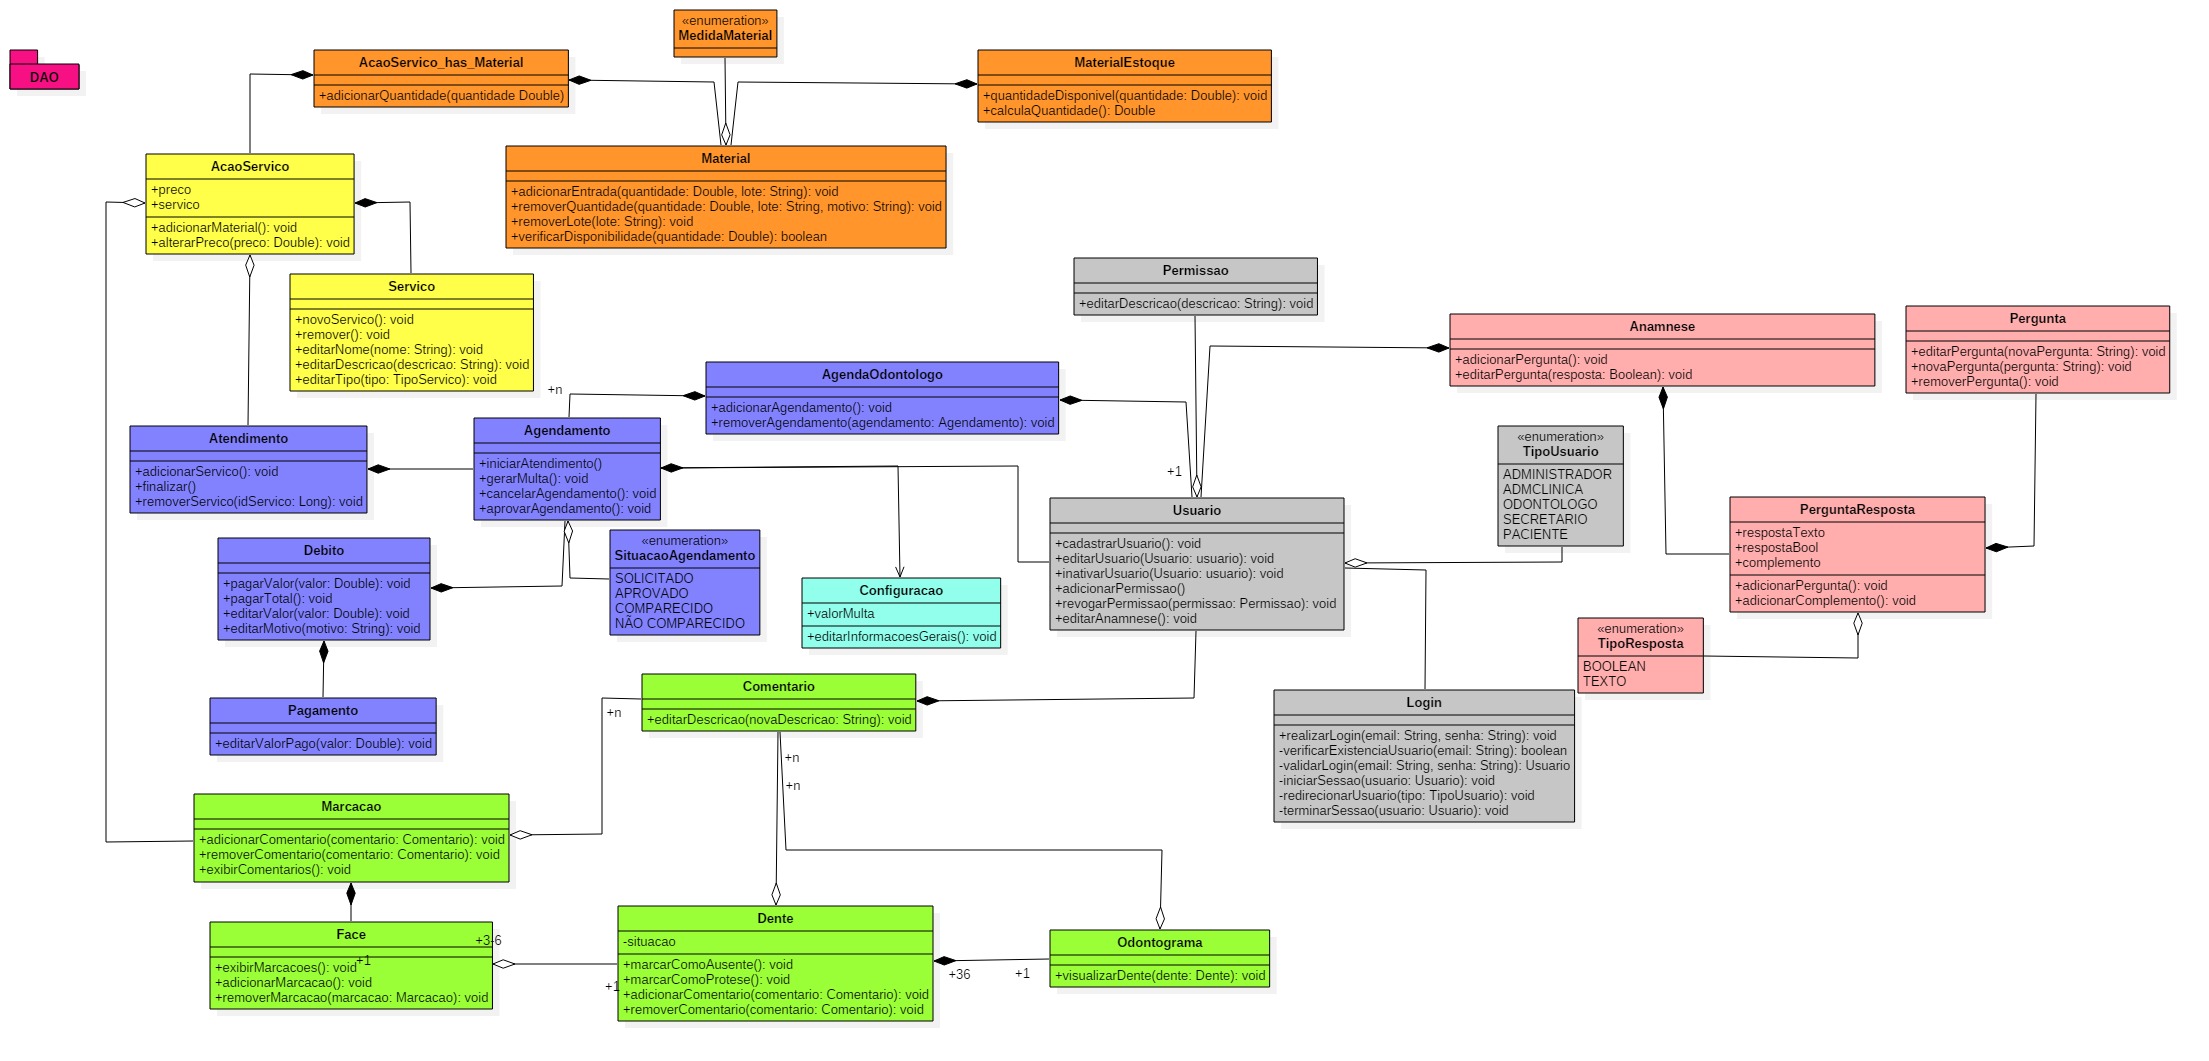 DAO
AcaoServico_has_Material
+adicionarQuantidade(quantidade Double)
«enumeration»
MedidaMaterial
MaterialEstoque
+quantidadeDisponivel(quantidade: Double): void
+calculaQuantidade(): Double
AcaoServico
+preco
+servico
+adicionarMaterial(): void
+alterarPreco(preco: Double): void
Material
+adicionarEntrada(quantidade: Double, lote: String): void
+removerQuantidade(quantidade: Double, lote: String, motivo: String): void
+removerLote(lote: String): void
+verificarDisponibilidade(quantidade: Double): boolean
Servico
+novoServico(): void
+remover(): void
+editarNome(nome: String): void
+editarDescricao(descricao: String): void
+editarTipo(tipo: TipoServico): void
Permissao
+editarDescricao(descricao: String): void
Anamnese
+adicionarPergunta(): void
+editarPergunta(resposta: Boolean): void
Pergunta
+editarPergunta(novaPergunta: String): void
+novaPergunta(pergunta: String): void
+removerPergunta(): void
+n
AgendaOdontologo
+adicionarAgendamento(): void
+removerAgendamento(agendamento: Agendamento): void
Atendimento
+adicionarServico(): void
+finalizar()
+removerServico(idServico: Long): void
Agendamento
+iniciarAtendimento()
+gerarMulta(): void
+cancelarAgendamento(): void
+aprovarAgendamento(): void
+1
«enumeration»
TipoUsuario
ADMINISTRADOR
ADMCLINICA
ODONTOLOGO
SECRETARIO
PACIENTE
Usuario
+cadastrarUsuario(): void
+editarUsuario(Usuario: usuario): void
+inativarUsuario(Usuario: usuario): void
+adicionarPermissao()
+revogarPermissao(permissao: Permissao): void
+editarAnamnese(): void
PerguntaResposta
+respostaTexto
+respostaBool
+complemento
+adicionarPergunta(): void
+adicionarComplemento(): void
Debito
+pagarValor(valor: Double): void
+pagarTotal(): void
+editarValor(valor: Double): void
+editarMotivo(motivo: String): void
«enumeration»
SituacaoAgendamento
SOLICITADO
APROVADO
COMPARECIDO
NÃO COMPARECIDO
Configuracao
+valorMulta
+editarInformacoesGerais(): void
«enumeration»
TipoResposta
BOOLEAN
TEXTO
Pagamento
+editarValorPago(valor: Double): void
+n
Comentario
+editarDescricao(novaDescricao: String): void
Login
+realizarLogin(email: String, senha: String): void
-verificarExistenciaUsuario(email: String): boolean
-validarLogin(email: String, senha: String): Usuario
-iniciarSessao(usuario: Usuario): void
-redirecionarUsuario(tipo: TipoUsuario): void
-terminarSessao(usuario: Usuario): void
+n
+n
Marcacao
+adicionarComentario(comentario: Comentario): void
+removerComentario(comentario: Comentario): void
+exibirComentarios(): void
Face
+3-6
+1
+exibirMarcacoes(): void
+adicionarMarcacao(): void
+removerMarcacao(marcacao: Marcacao): void
+1
Dente
-situacao
+marcarComoAusente(): void
+marcarComoProtese(): void
+adicionarComentario(comentario: Comentario): void
+removerComentario(comentario: Comentario): void
+36
+1
Odontograma
+visualizarDente(dente: Dente): void